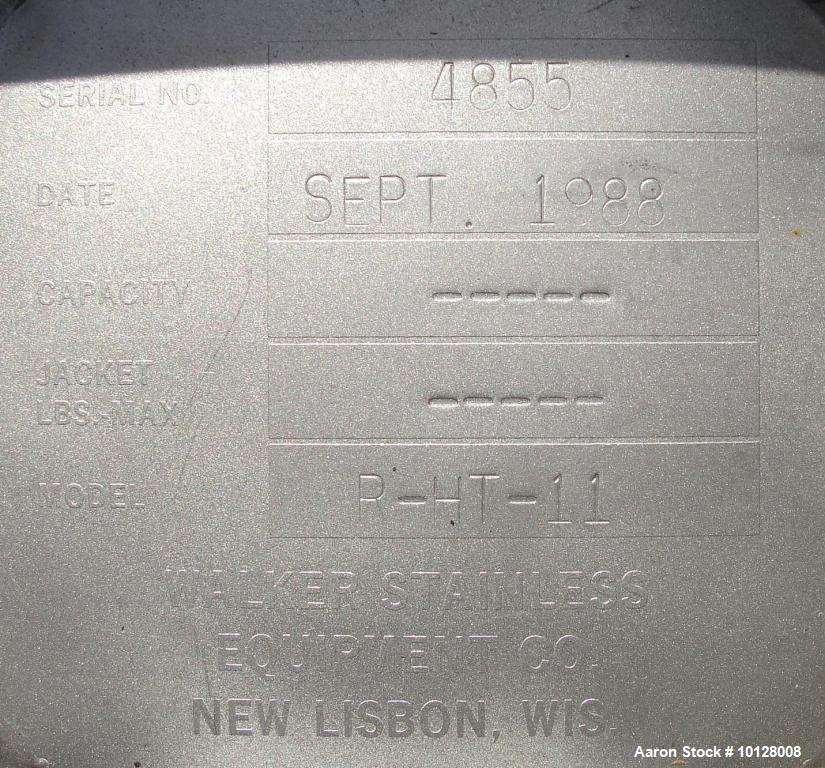 SERIAL NO. 4855
DATE SEPT. 1988
CAPACITY -----
JACKET
LBS.-MAX -----
MODEL R-HT-11
WALKER STAINLESS
EQUIPMENT CO.
NEW LISBON, WIS.
Aaron Stock # 10128008